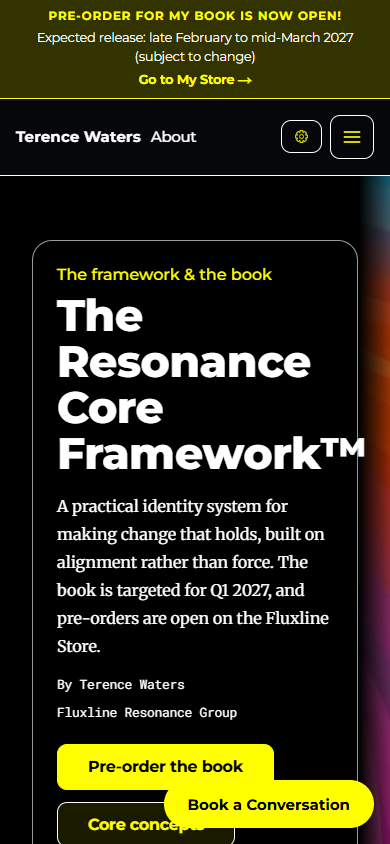 PRE-ORDER FOR MY BOOK IS NOW OPEN!
Expected release: late February to mid-March 2027
(subject to change)
Go to My Store →
Terence Waters About
The framework & the book
The
Resonance
Core
Framework™
A practical identity system for
making change that holds, built on
alignment rather than force. The
book is targeted for Q1 2027, and
pre-orders are open on the Fluxline
Store.
By Terence Waters
Fluxline Resonance Group
Pre-order the book
Book a Conversation
Core concepts